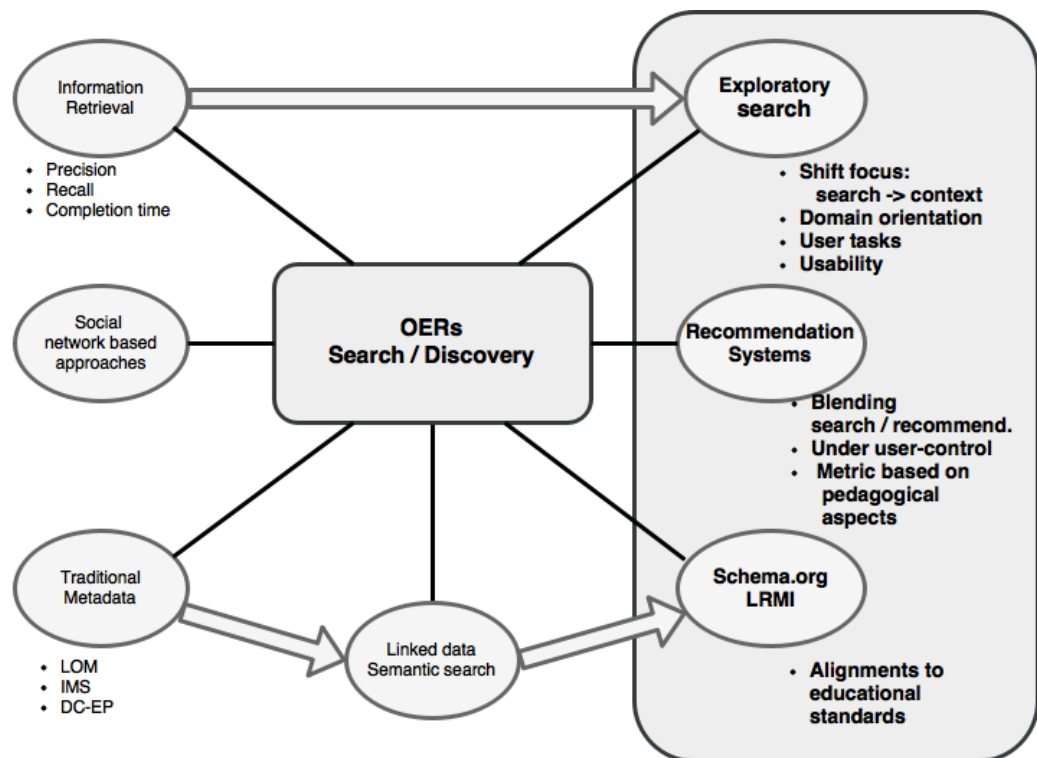 Information
Retrieval
• Precision
• Recall
• Completion time
Exploratory
search
• Shift focus:
search -> context
• Domain orientation
• User tasks
• Usability
Social
network based
approaches
OERs
Search / Discovery
Recommendation
Systems
• Blending
search / recommend.
• Under user-control
• Metric based on
pedagogical
aspects
Traditional
Metadata
• LOM
• IMS
• DC-EP
Linked data
Semantic search
Schema.org
LRMI
• Alignments to
educational
standards